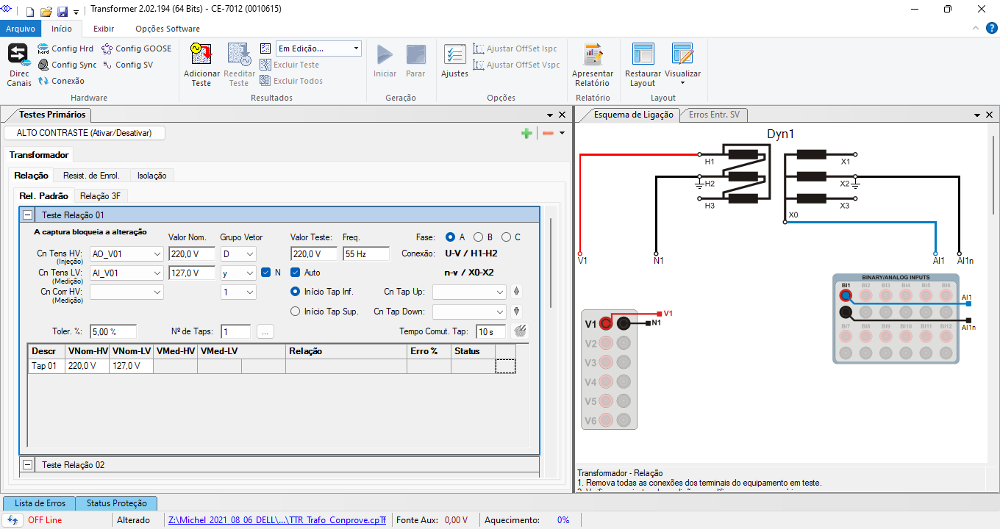 Transformer 2.02.194 (64 Bits) - CE-7012 (0010615)
Arquivo Início Exibir Opções Software
Direc Canais
Config Hrd
Config Sync
Conexão
Config GOOSE
Config SV
Hardware
Adicionar Teste
Reeditar Teste
Em Edição...
Excluir Teste
Excluir Todos
Resultados
Iniciar
Parar
Geração
Ajustes
Ajustar OffSet Ispc
Ajustar OffSet Vspc
Opções
Apresentar Relatório
Relatório
Restaurar Layout
Visualizar
Layout
Testes Primários
ALTO CONTRASTE (Ativar/Desativar)
Transformador
Relação Resist. de Enrol. Isolação
Rel. Padrão Relação 3F
Teste Relação 01
A captura bloqueia a alteração
Valor Nom. Grupo Vetor Valor Teste: Freq. Fase: A B C
Cn Tens HV: AO_V01 220,0 V D 220,0 V 55 Hz Conexão: U-V / H1-H2
(Injeção)
Cn Tens LV: AI_V01 127,0 V y N Auto n-v / X0-X2
(Medição)
Cn Corr HV: 1 Início Tap Inf. Cn Tap Up:
(Medição)
Início Tap Sup. Cn Tap Down:
Toler. %: 5,00 % Nº de Taps: 1 ... Tempo Comut. Tap: 10 s
Descr VNom-HV VNom-LV VMed-HV VMed-LV Relação Erro % Status
Tap 01 220,0 V 127,0 V
Teste Relação 02
Esquema de Ligação Erros Entr. SV
Dyn1
H1 X1
H2 X2
H3 X3
X0
V1 N1 AI1 AI1n
V1 V1
N1
V2
V3
V4
V5
V6
BINARY/ANALOG INPUTS
BI1 BI2 BI3 BI4 BI5 BI6
AI1
AI1n
BI7 BI8 BI9 BI10 BI11 BI12
Transfomador - Relação
1. Remova todas as conexões dos terminais do equipamento em teste.
Lista de Erros Status Proteção
OFF Line Alterado Z:\Michel_2021_08_06_DELL\...\TTR_Trafo_Conprove.cpTf Fonte Aux: 0,00 V Aquecimento: 0%